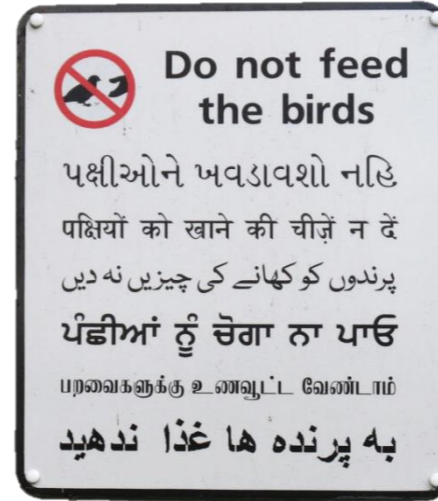 Do not feed
the birds
પક્ષીઓને ખવડાવશો નહિ
पक्षियों को खाने की चीज़ें न दें
پرندوں کو کھانے کی چیزیں نہ دیں
ਪੰਛੀਆਂ ਨੂੰ ਚੋਗਾ ਨਾ ਪਾਓ
பறவைகளுக்கு உணவூட்ட வேண்டாம்
به پرنده ها غذا ندهید